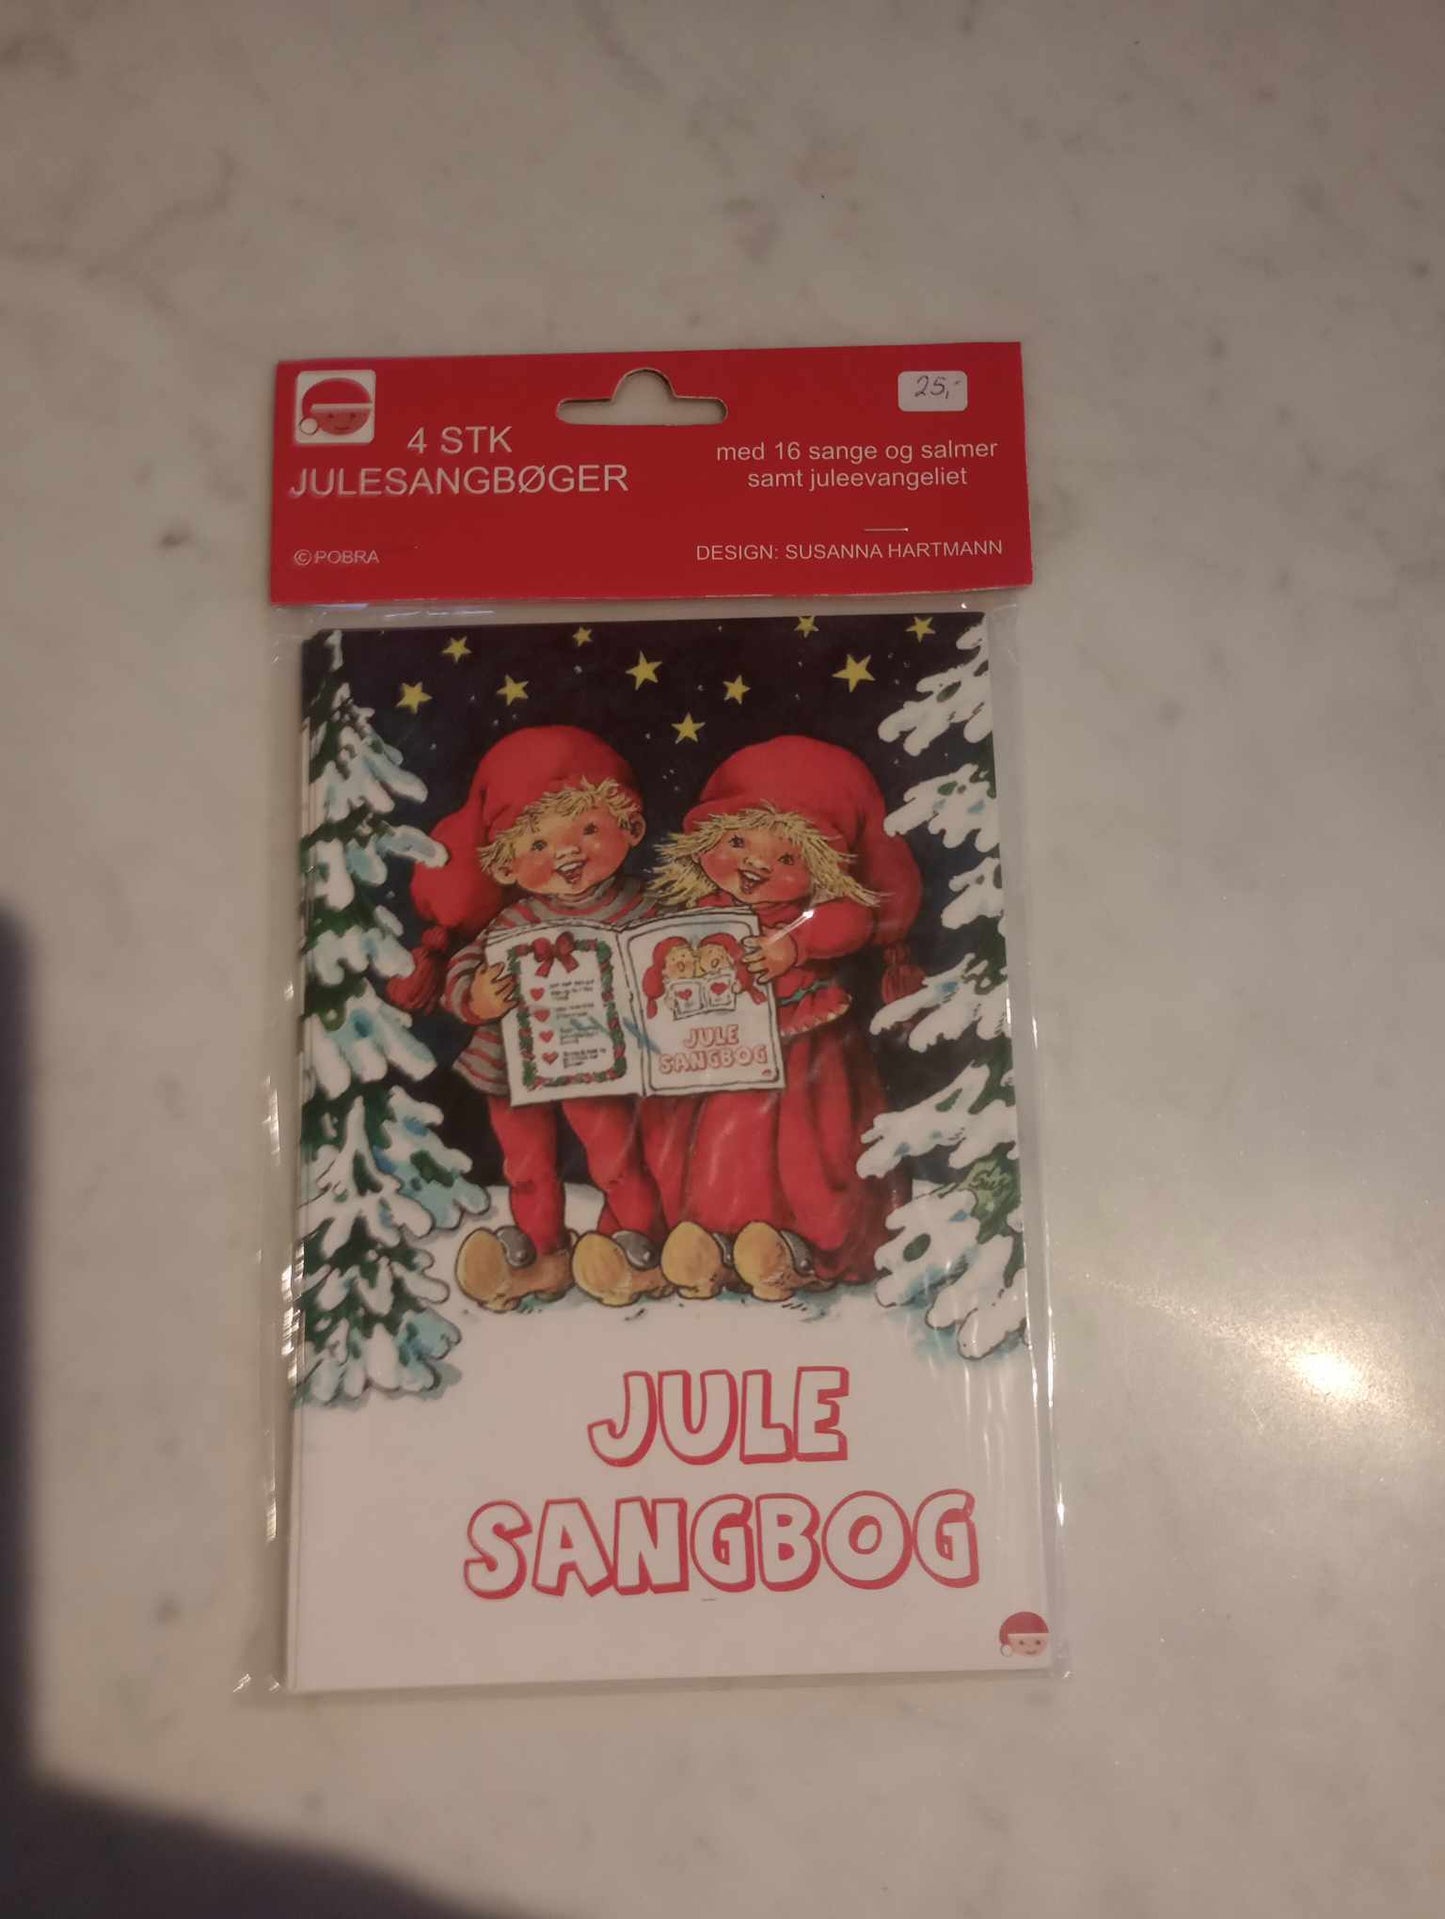 25,-
4 STK
JULESANGBØGER
med 16 sange og salmer
samt juleevangeliet
© POBRA
DESIGN: SUSANNA HARTMANN
JULE
SANGBOG
JULE
SANGBOG